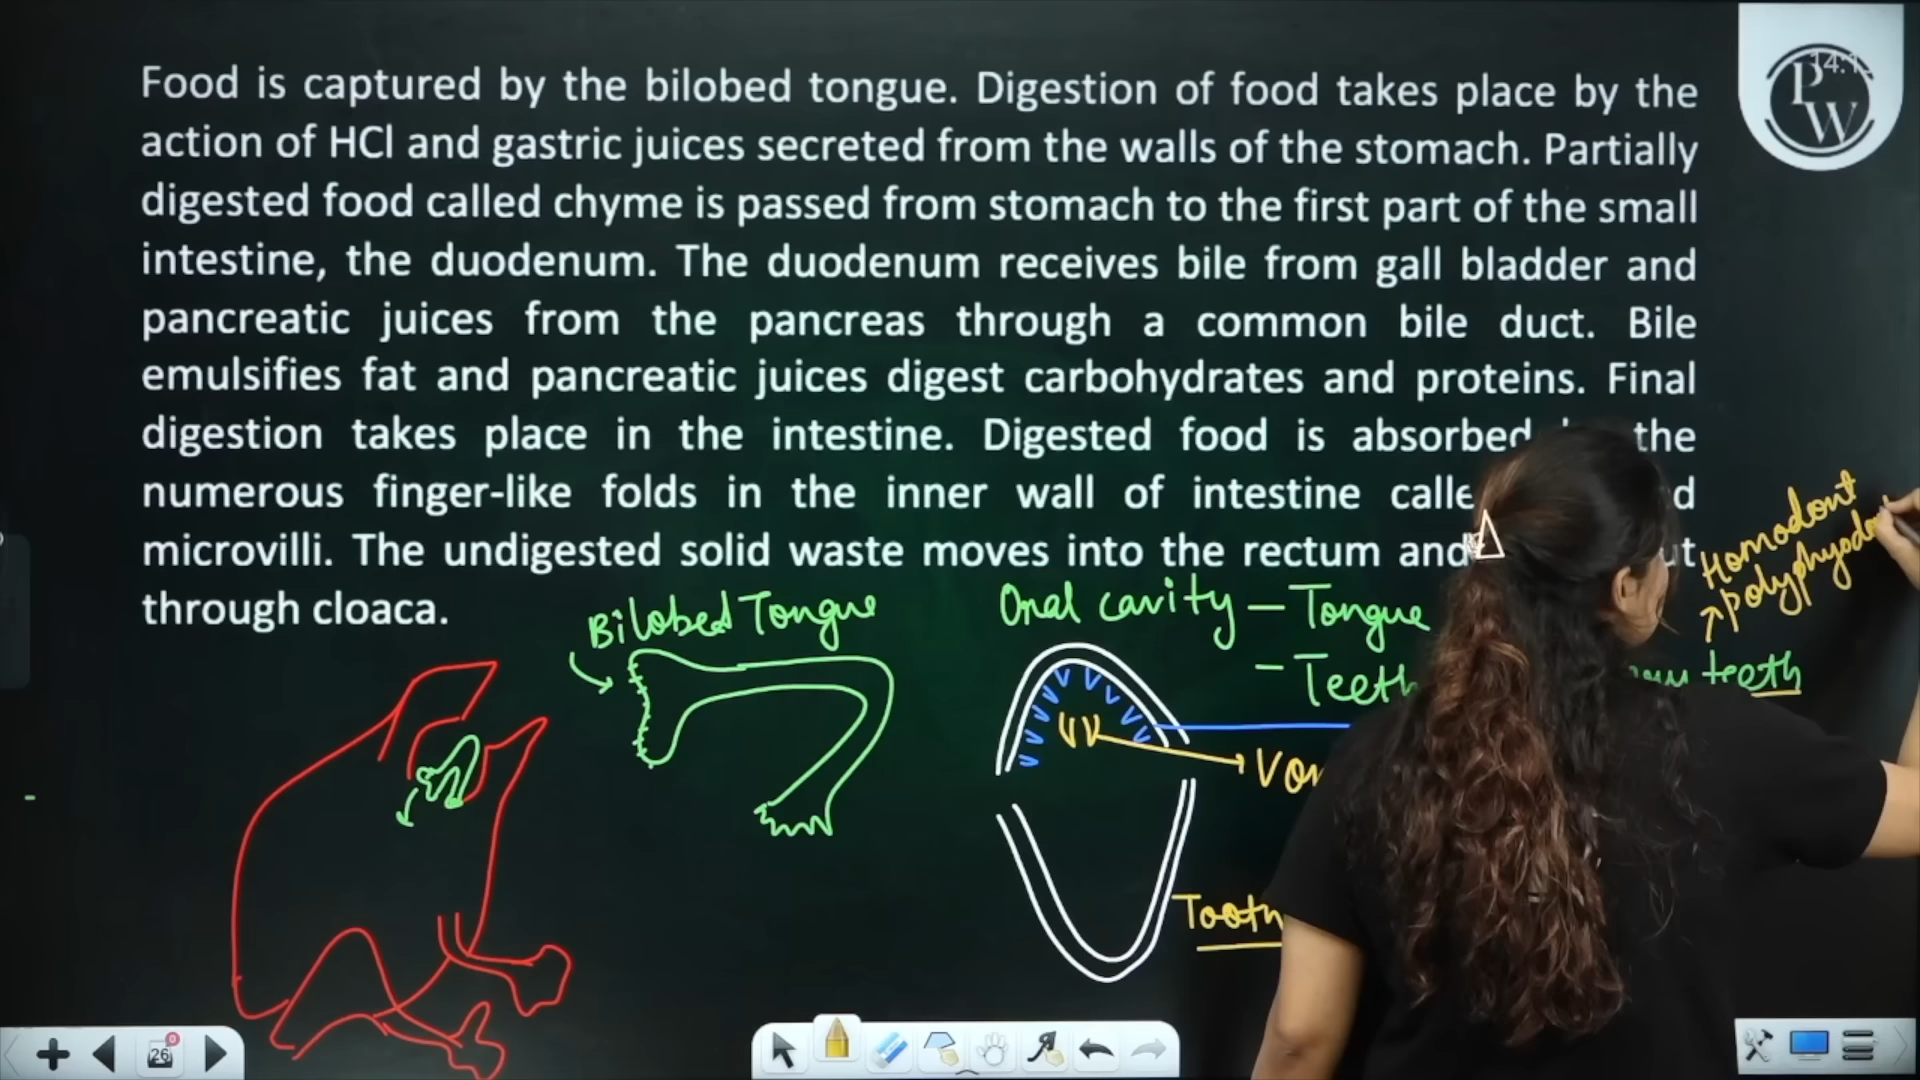 Food is captured by the bilobed tongue. Digestion of food takes place by the
action of HCl and gastric juices secreted from the walls of the stomach. Partially
digested food called chyme is passed from stomach to the first part of the small
intestine, the duodenum. The duodenum receives bile from gall bladder and
pancreatic juices from the pancreas through a common bile duct. Bile
emulsifies fat and pancreatic juices digest carbohydrates and proteins. Final
digestion takes place in the intestine. Digested food is absorbed the
numerous finger-like folds in the inner wall of intestine
microvilli. The undigested solid waste moves into the rectum and
through cloaca.
Bilobed Tongue
Oral cavity - Tongue
- Teeth
teeth
Homodont
Tooth
PW
26
0